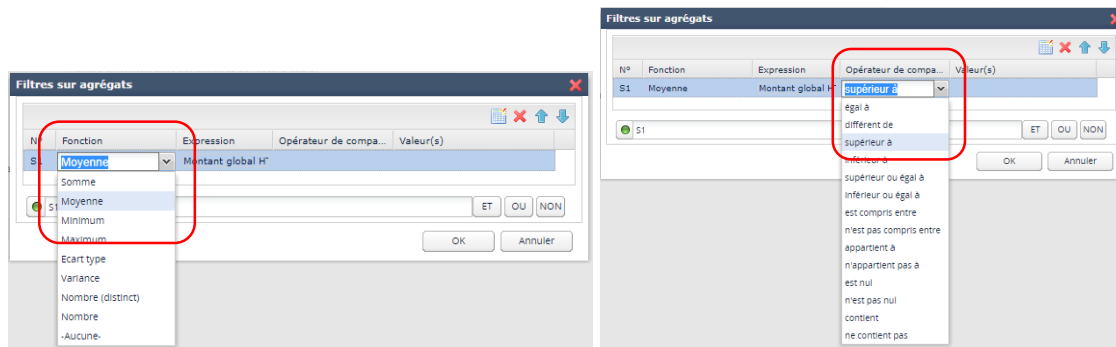 Filtres sur agrégats
N° Fonction Expression Opérateur de compa... Valeur(s)
S1 Moyenne Montant global H
Somme
Moyenne
Minimum
Maximum
Ecart type
Variance
Nombre (distinct)
Nombre
-Aucune-
S1
ET OU NON
OK Annuler
Filtres sur agrégats
N° Fonction Expression Opérateur de compa... Valeur(s)
S1 Moyenne Montant global H supérieur à
égal à
différent de
supérieur à
inférieur à
supérieur ou égal à
inférieur ou égal à
est compris entre
n'est pas compris entre
appartient à
n'appartient pas à
est nul
n'est pas nul
contient
ne contient pas
S1
ET OU NON
OK Annuler